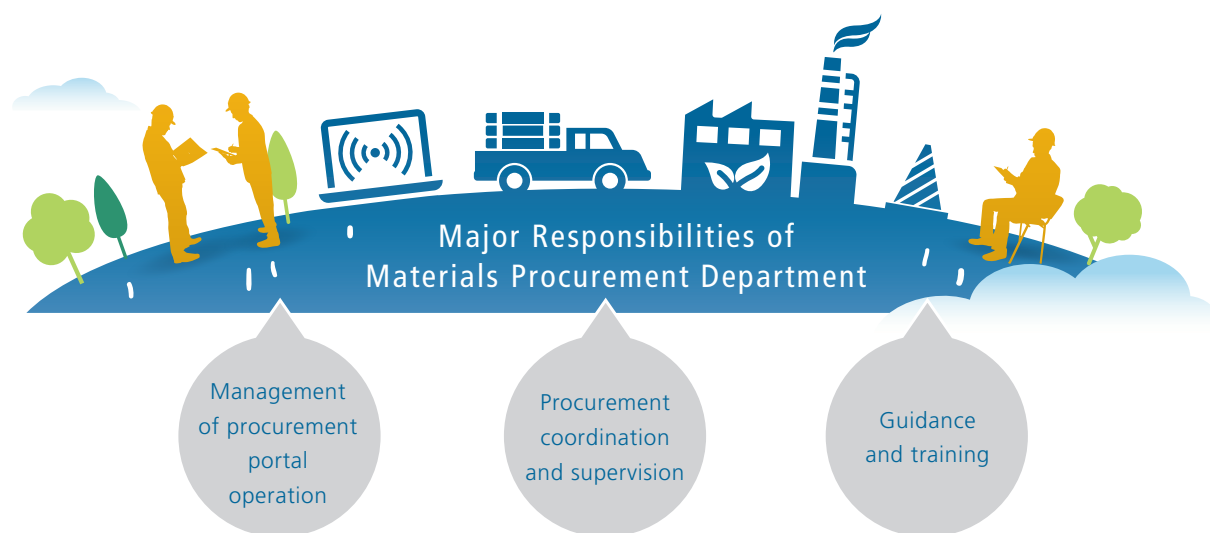 Major Responsibilities of
Materials Procurement Department
Management
of procurement
portal
operation
Procurement
coordination
and supervision
Guidance
and training